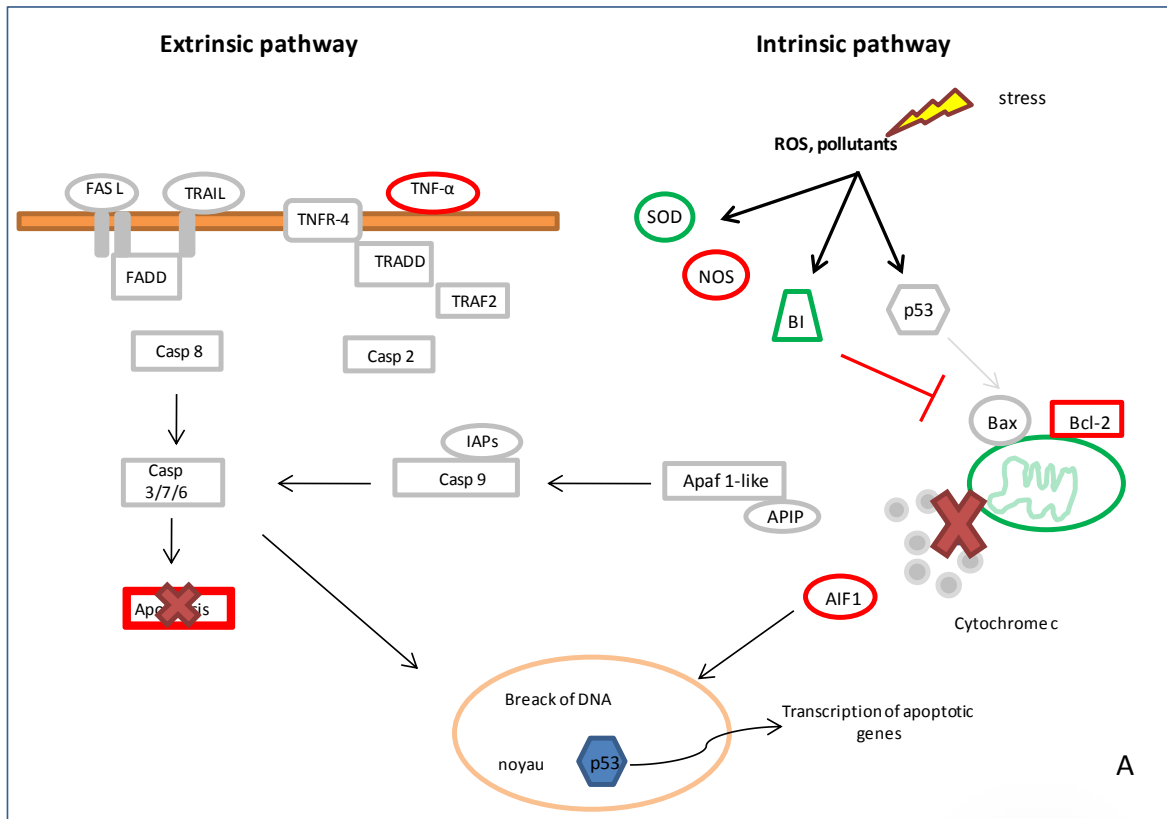 Extrinsic pathway
Intrinsic pathway
stress
ROS, pollutants
FAS L
TRAIL
TNF-α
TNFR-4
SOD
TRADD
FADD
NOS
TRAF2
BI
p53
Casp 8
Casp 2
Bax
Bcl-2
IAPs
Casp
3/7/6
Casp 9
Apaf 1-like
APIP
AIF1
Cytochrome c
Breack of DNA
Transcription of apoptotic
genes
noyau
p53
A